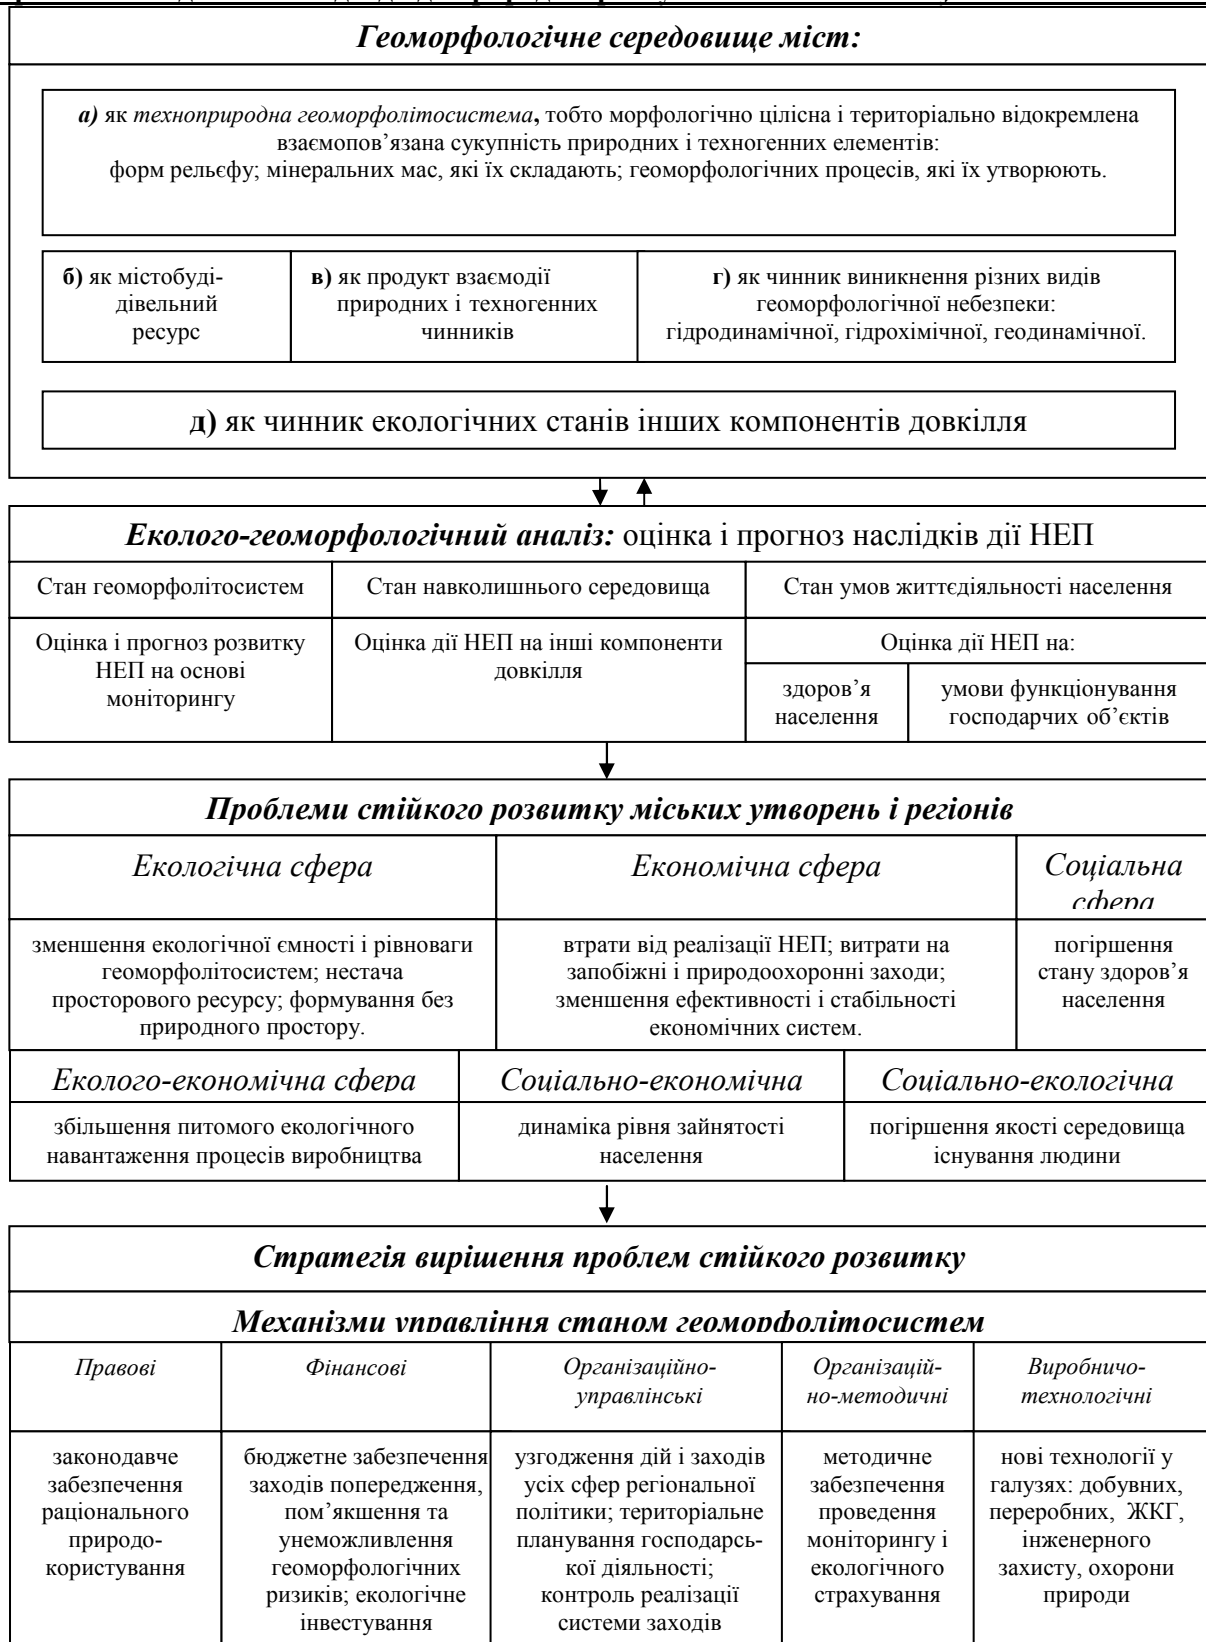 Геоморфологічне середовище міст:
а) як техноприродна геоморфолітосистема, тобто морфологічно цілісна і територіально відокремлена
взаємопов’язана сукупність природних і техногенних елементів:
форм рельєфу; мінеральних мас, які їх складають; геоморфологічних процесів, які їх утворюють.
б) як містобуді-
дівельний
ресурс
в) як продукт взаємодії
природних і техногенних
чинників
г) як чинник виникнення різних видів
геоморфологічної небезпеки:
гідродинамічної, гідрохімічної, геодинамічної.
д) як чинник екологічних станів інших компонентів довкілля
Еколого-геоморфологічний аналіз: оцінка і прогноз наслідків дії НЕП
Стан геоморфолітосистем
Стан навколишнього середовища
Стан умов життєдіяльності населення
Оцінка і прогноз розвитку
НЕП на основі
моніторингу
Оцінка дії НЕП на інші компоненти
довкілля
Оцінка дії НЕП на:
здоров’я
населення
умови функціонування
господарчих об’єктів
Проблеми стійкого розвитку міських утворень і регіонів
Екологічна сфера
Економічна сфера
Соціальна
сфера
зменшення екологічної ємності і рівноваги
геоморфолітосистем; нестача
просторового ресурсу; формування без
природного простору.
втрати від реалізації НЕП; витрати на
запобіжні і природоохоронні заходи;
зменшення ефективності і стабільності
економічних систем.
погіршення
стану здоров’я
населення
Еколого-економічна сфера
Соціально-економічна
Соціально-екологічна
збільшення питомого екологічного
навантаження процесів виробництва
динаміка рівня зайнятості
населення
погіршення якості середовища
існування людини
Стратегія вирішення проблем стійкого розвитку
Механізми управління станом геоморфолітосистем
Правові
Фінансові
Організаційно-
управлінські
Організацій-
но-методичні
Виробничо-
технологічні
законодавче
забезпечення
раціонального
природо-
користування
бюджетне забезпечення
заходів попередження,
пом’якшення та
унеможливлення
геоморфологічних
ризиків; екологічне
інвестування
узгодження дій і заходів
усіх сфер регіональної
політики; територіальне
планування господарсь-
кої діяльності;
контроль реалізації
системи заходів
методичне
забезпечення
проведення
моніторингу і
екологічного
страхування
нові технології у
галузях: добувних,
переробних, ЖКГ,
інженерного
захисту, охорони
природи